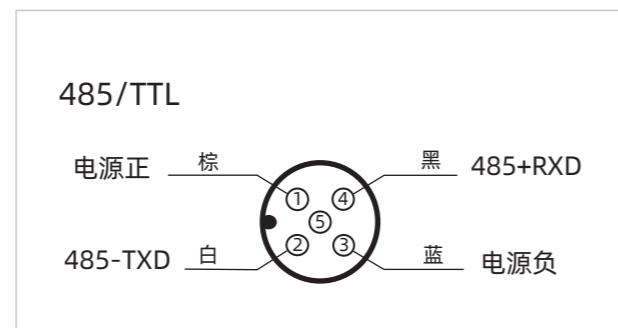 485/TTL
电源正 棕 黑 485+RXD
① ④
⑤
② ③
485-TXD 白 蓝 电源负